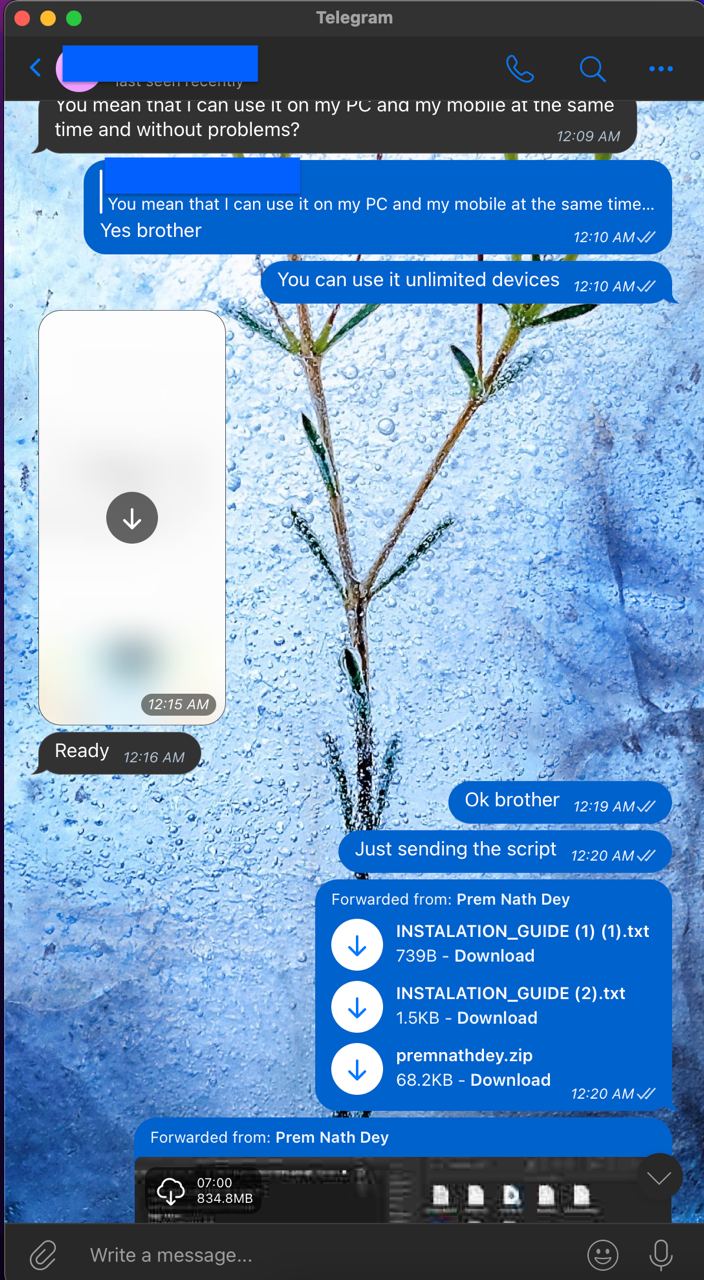 Telegram
last seen recently
You mean that I can use it on my PC and my mobile at the same
time and without problems?
12:09 AM
You mean that I can use it on my PC and my mobile at the same time...
Yes brother
12:10 AM
You can use it unlimited devices
12:10 AM
12:15 AM
Ready
12:16 AM
Ok brother
12:19 AM
Just sending the script
12:20 AM
Forwarded from: Prem Nath Dey
INSTALATION_GUIDE (1) (1).txt
739B - Download
INSTALATION_GUIDE (2).txt
1.5KB - Download
premnathdey.zip
68.2KB - Download
12:20 AM
Forwarded from: Prem Nath Dey
07:00
834.8MB
Write a message...